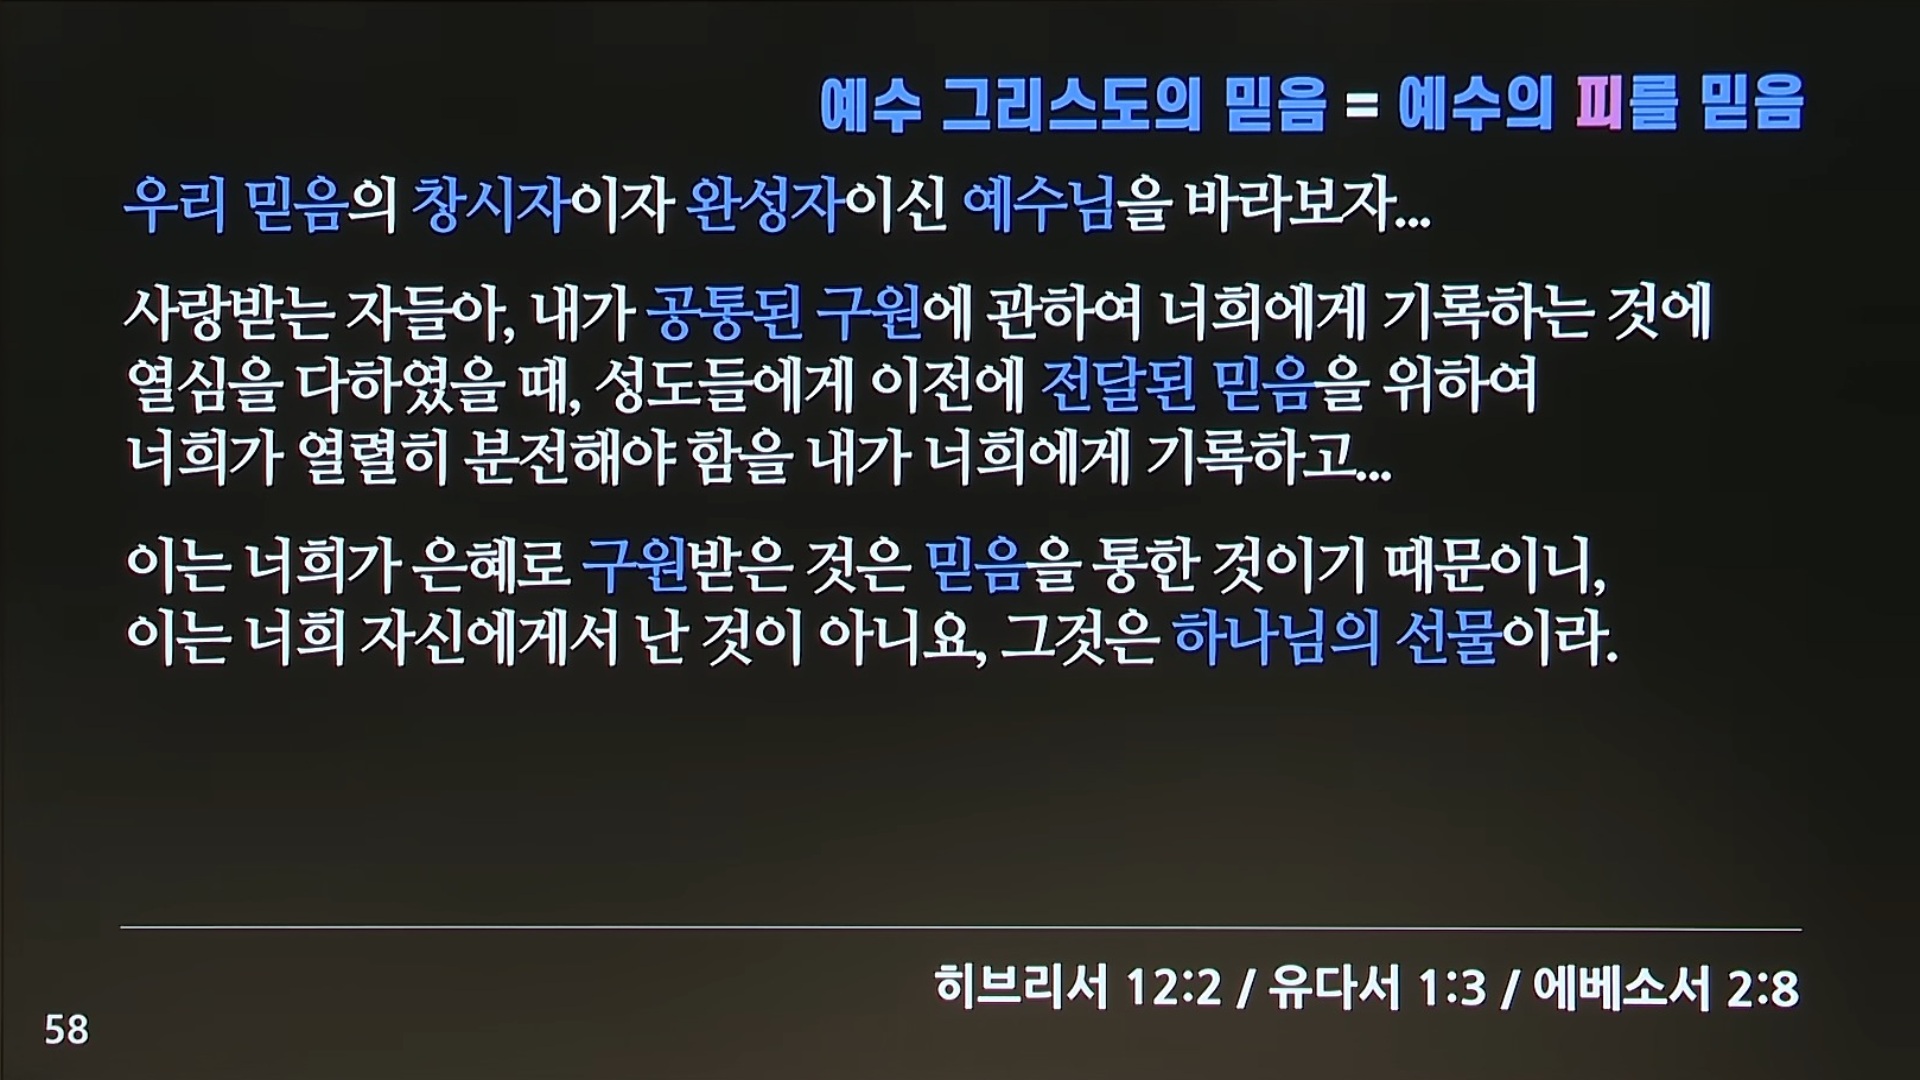 예수 그리스도의 믿음 = 예수의 피를 믿음
우리 믿음의 창시자이자 완성자이신 예수님을 바라보자...
사랑받는 자들아, 내가 공통된 구원에 관하여 너희에게 기록하는 것에
열심을 다하였을 때, 성도들에게 이전에 전달된 믿음을 위하여
너희가 열렬히 분전해야 함을 내가 너희에게 기록하고...
이는 너희가 은혜로 구원받은 것은 믿음을 통한 것이기 때문이니,
이는 너희 자신에게서 난 것이 아니요, 그것은 하나님의 선물이라.
히브리서 12:2 / 유다서 1:3 / 에베소서 2:8
58